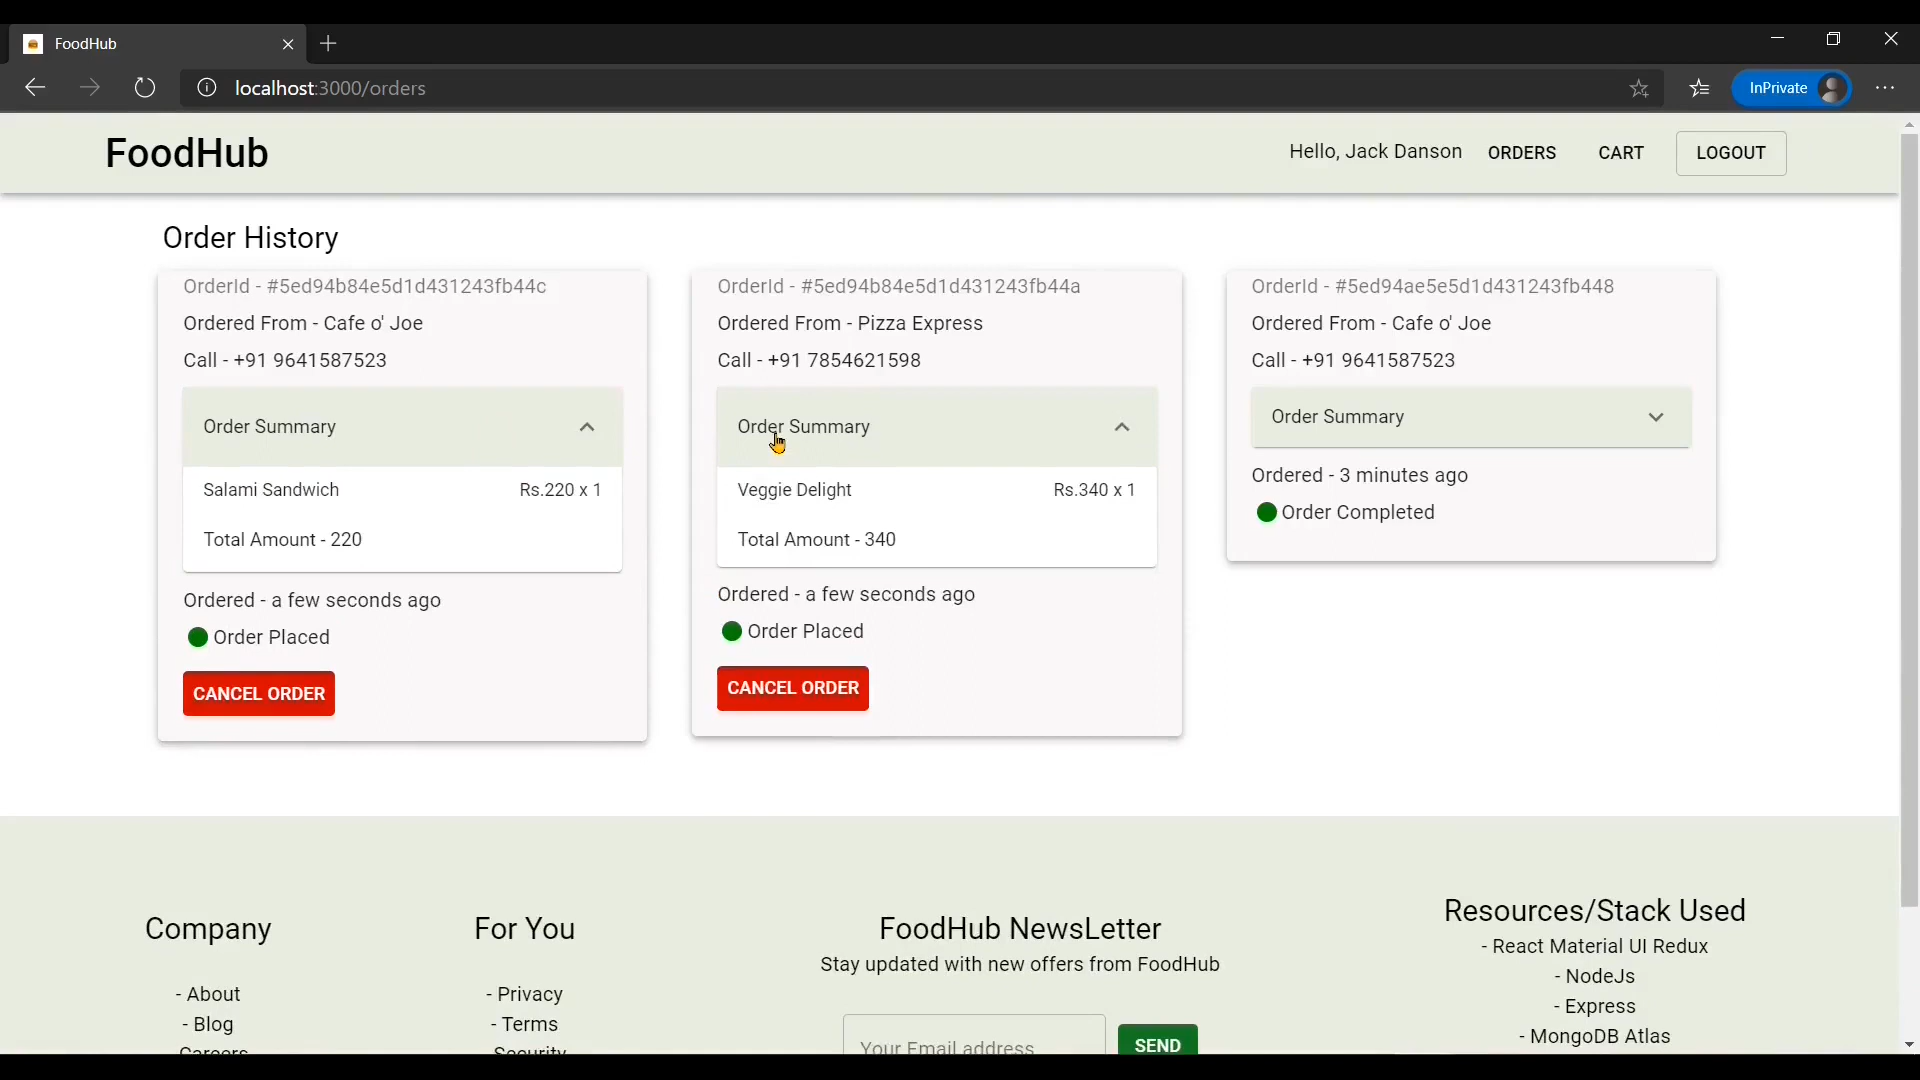 FoodHub
localhost:3000/orders
InPrivate
FoodHub
Hello, Jack Danson
ORDERS
CART
LOGOUT
Order History
OrderId - #5ed94b84e5d1d431243fb44c
Ordered From - Cafe o' Joe
Call - +91 9641587523
Order Summary
Salami Sandwich Rs.220 x 1
Total Amount - 220
Ordered - a few seconds ago
Order Placed
CANCEL ORDER
OrderId - #5ed94b84e5d1d431243fb44a
Ordered From - Pizza Express
Call - +91 7854621598
Order Summary
Veggie Delight Rs.340 x 1
Total Amount - 340
Ordered - a few seconds ago
Order Placed
CANCEL ORDER
OrderId - #5ed94ae5e5d1d431243fb448
Ordered From - Cafe o' Joe
Call - +91 9641587523
Order Summary
Ordered - 3 minutes ago
Order Completed
Company
- About
- Blog
Careers
For You
- Privacy
- Terms
Security
FoodHub NewsLetter
Stay updated with new offers from FoodHub
Your Email address
SEND
Resources/Stack Used
- React Material UI Redux
- NodeJs
- Express
- MongoDB Atlas